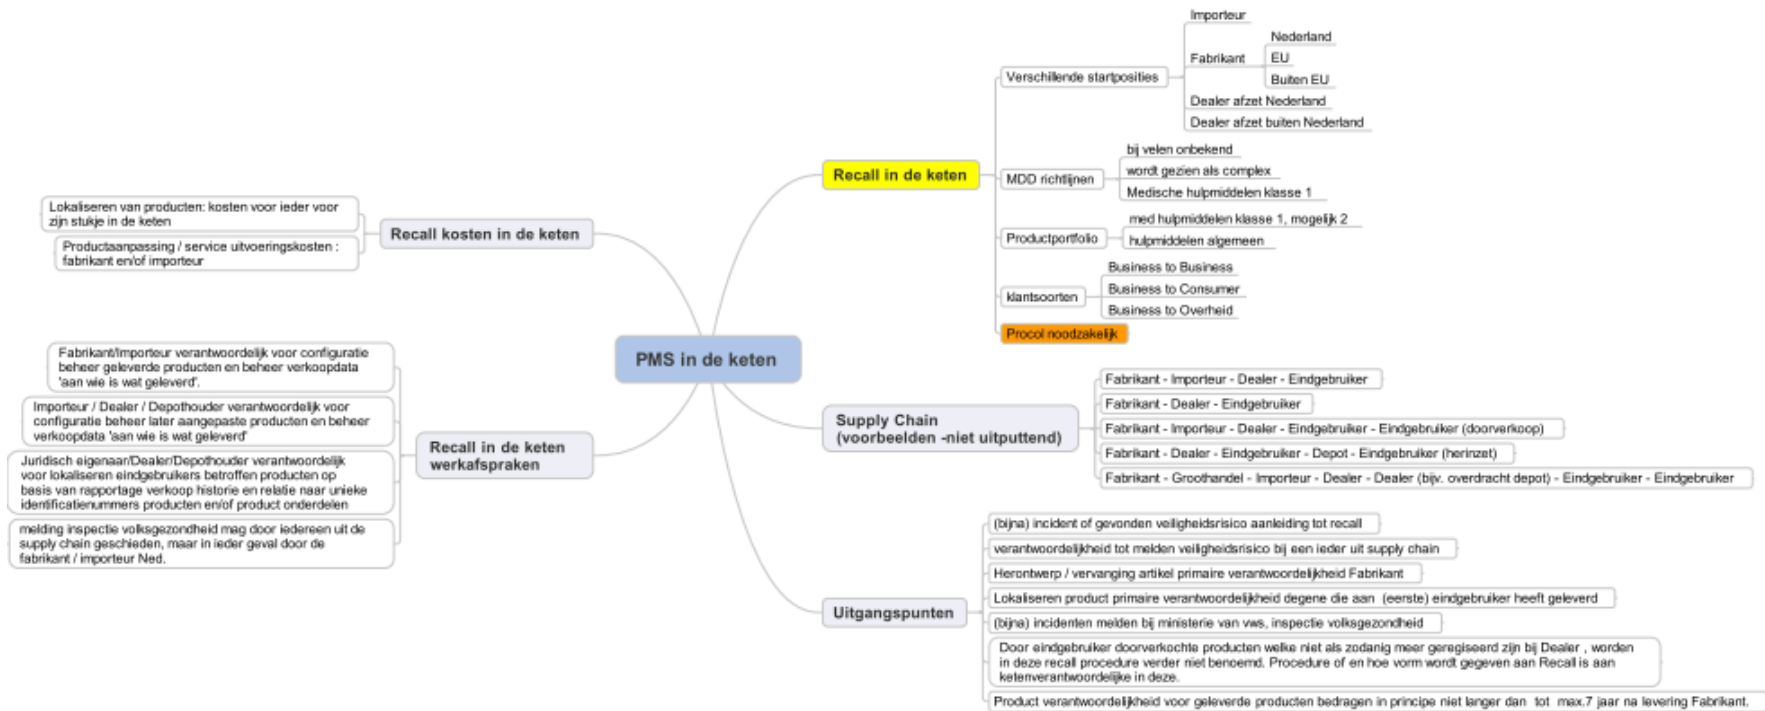 PMS in de keten
Recall in de keten
Verschillende startposities
Importeur
Fabrikant
Nederland
EU
Buiten EU
Dealer afzet Nederland
Dealer afzet buiten Nederland
MDD richtlijnen
bij velen onbekend
wordt gezien als complex
Medische hulpmiddelen klasse 1
Productportfolio
med hulpmiddelen klasse 1, mogelijk 2
hulpmiddelen algemeen
klantsoorten
Business to Business
Business to Consumer
Business to Overheid
Procol noodzakelijk
Supply Chain
(voorbeelden -niet uitputtend)
Fabrikant - Importeur - Dealer - Eindgebruiker
Fabrikant - Dealer - Eindgebruiker
Fabrikant - Importeur - Dealer - Eindgebruiker - Eindgebruiker (doorverkoop)
Fabrikant - Dealer - Eindgebruiker - Depot - Eindgebruiker (herinzet)
Fabrikant - Groothandel - Importeur - Dealer - Dealer (bijv. overdracht depot) - Eindgebruiker - Eindgebruiker
Uitgangspunten
(bijna) incident of gevonden veiligheidsrisico aanleiding tot recall
verantwoordelijkheid tot melden veiligheidsrisico bij een ieder uit supply chain
Herontwerp / vervanging artikel primaire verantwoordelijkheid Fabrikant
Lokaliseren product primaire verantwoordelijkheid degene die aan (eerste) eindgebruiker heeft geleverd
(bijna) incidenten melden bij ministerie van vws, inspectie volksgezondheid
Door eindgebruiker doorverkochte producten welke niet als zodanig meer geregiseerd zijn bij Dealer , worden
in deze recall procedure verder niet benoemd. Procedure of en hoe vorm wordt gegeven aan Recall is aan
ketenverantwoordelijke in deze.
Product verantwoordelijkheid voor geleverde producten bedragen in principe niet langer dan tot max.7 jaar na levering Fabrikant.
Recall kosten in de keten
Lokaliseren van producten: kosten voor ieder voor
zijn stukje in de keten
Productaanpassing / service uitvoeringskosten :
fabrikant en/of importeur
Recall in de keten
werkafspraken
Fabrikant/Importeur verantwoordelijk voor configuratie
beheer geleverde producten en beheer verkoopdata
'aan wie is wat geleverd'.
Importeur / Dealer / Depothouder verantwoordelijk voor
configuratie beheer later aangepaste producten en beheer
verkoopdata 'aan wie is wat geleverd'
Juridisch eigenaar/Dealer/Depothouder verantwoordelijk
voor lokaliseren eindgebruikers betroffen producten op
basis van rapportage verkoop historie en relatie naar unieke
identificatienummers producten en/of product onderdelen
melding inspectie volksgezondheid mag door iedereen uit de
supply chain geschieden, maar in ieder geval door de
fabrikant / importeur Ned.